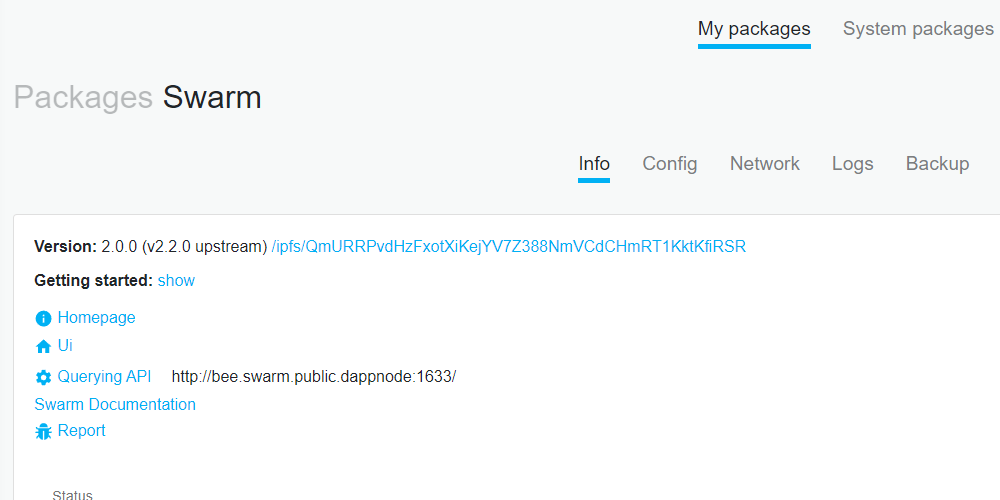 My packages System packages
Packages Swarm
Info Config Network Logs Backup
Version: 2.0.0 (v2.2.0 upstream) /ipfs/QmURRPvdHzFxotXiKejYV7Z388NmVCdCHmRT1KktKfiRSR
Getting started: show
Homepage
Ui
Querying API http://bee.swarm.public.dappnode:1633/
Swarm Documentation
Report
Status